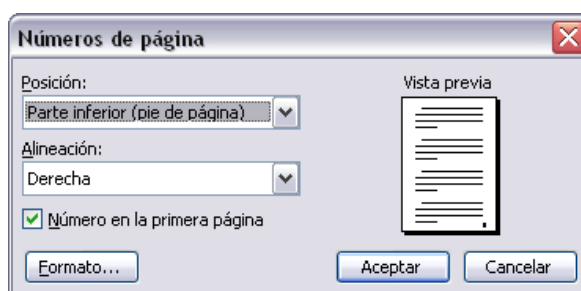 Números de página
Posición:
Vista previa
Parte inferior (pie de página)
Alineación:
Derecha
Número en la primera página
Formato...
Aceptar
Cancelar